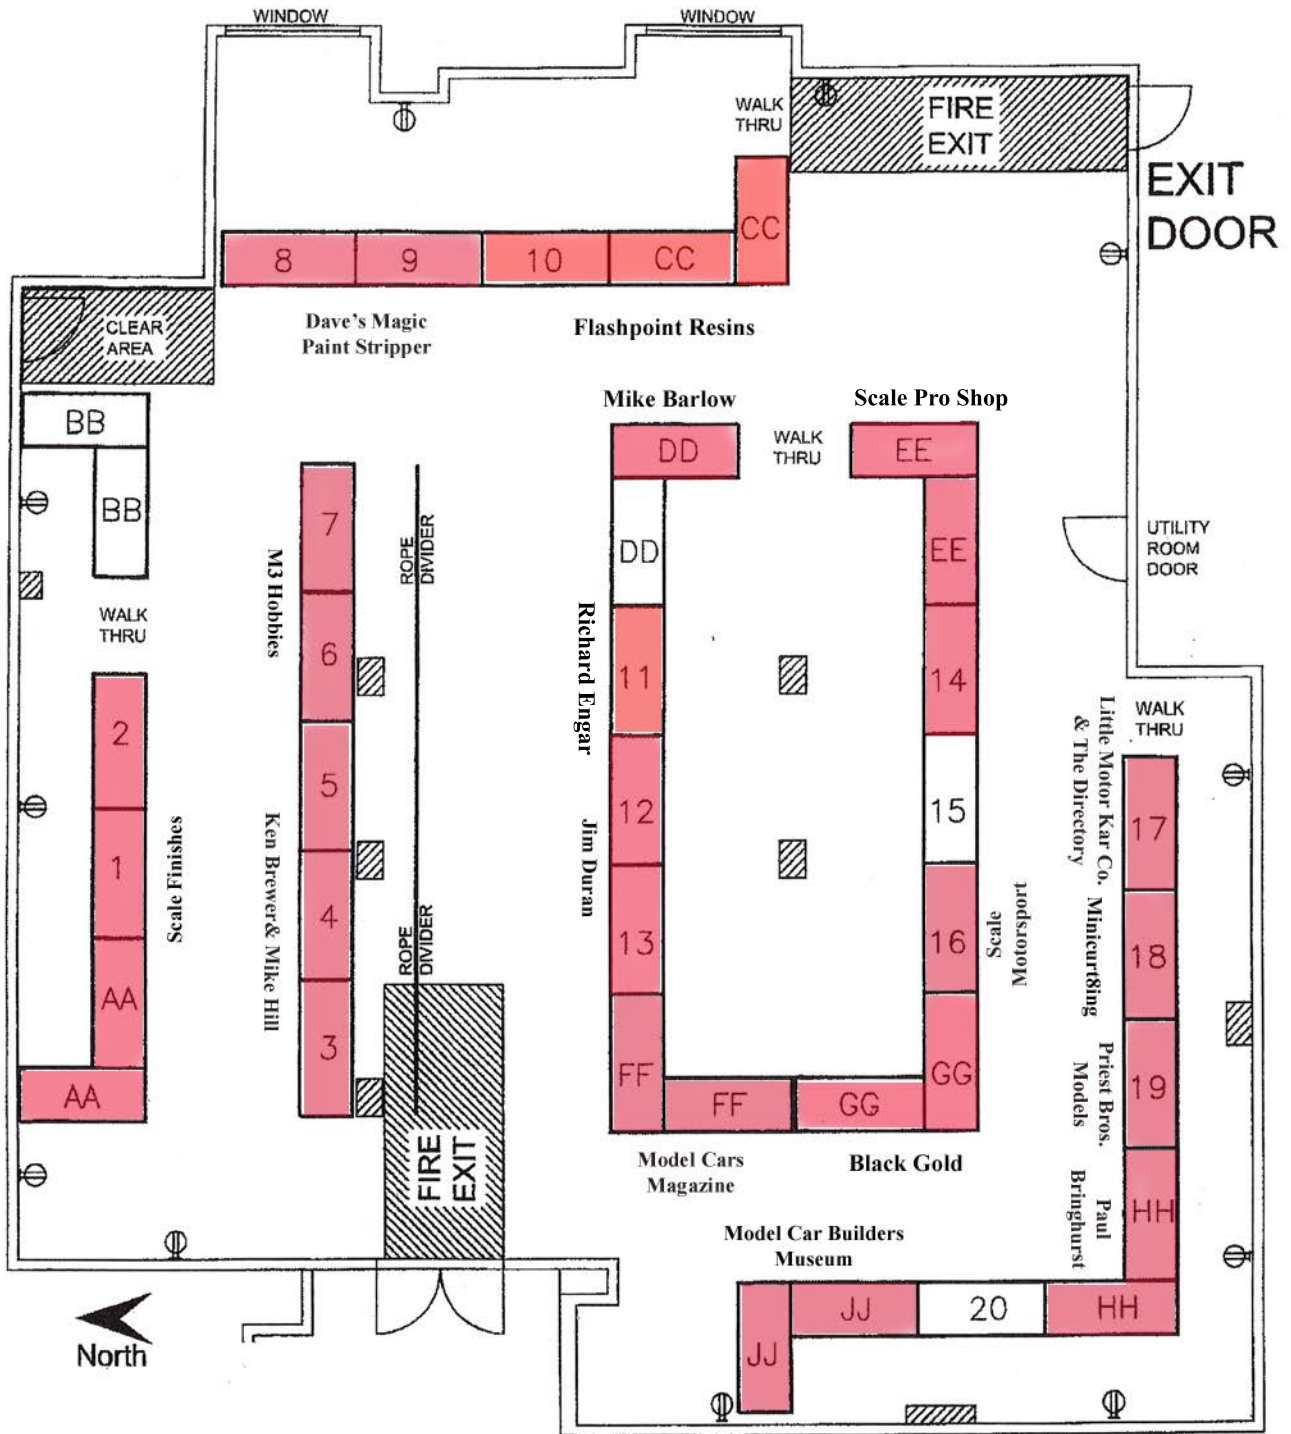 WINDOW
WINDOW
WALK
THRU
FIRE
EXIT
EXIT
DOOR
CC
8
9
10
CC
CLEAR
AREA
Dave's Magic
Paint Stripper
Flashpoint Resins
Mike Barlow
Scale Pro Shop
BB
DD
WALK
THRU
EE
BB
7
ROPE
DIVIDER
DD
EE
UTILITY
ROOM
DOOR
M3 Hobbies
WALK
THRU
6
Richard Engar
11
14
2
5
12
15
Little Motor Kar Co.
& The Directory
WALK
THRU
17
1
Scale Finishes
Ken Brewer& Mike Hill
4
ROPE
DIVIDER
Jim Duran
13
16
Scale
Motorsport
Minicurt8ing
18
AA
3
AA
FF
FF
GG
GG
Priest Bros.
Models
19
FIRE
EXIT
Model Cars
Magazine
Black Gold
Paul
Bringhurst
HH
Model Car Builders
Museum
JJ
20
HH
JJ
North